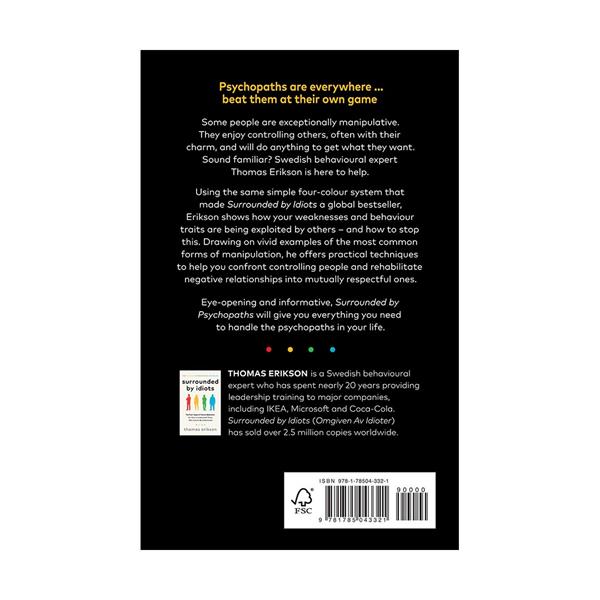 Psychopaths are everywhere ...
beat them at their own game
Some people are exceptionally manipulative.
They enjoy controlling others, often with their
charm, and will do anything to get what they want.
Sound familiar? Swedish behavioural expert
Thomas Erikson is here to help.
Using the same simple four-colour system that
made Surrounded by Idiots a global bestseller,
Erikson shows how your weaknesses and behaviour
traits are being exploited by others – and how to stop
this. Drawing on vivid examples of the most common
forms of manipulation, he offers practical techniques
to help you confront controlling people and rehabilitate
negative relationships into mutually respectful ones.
Eye-opening and informative, Surrounded by
Psychopaths will give you everything you need
to handle the psychopaths in your life.
surrounded
by idiots
thomas erikson
THOMAS ERIKSON is a Swedish behavioural
expert who has spent nearly 20 years providing
leadership training to major companies,
including IKEA, Microsoft and Coca-Cola.
Surrounded by Idiots (Omgiven Av Idioter)
has sold over 2.5 million copies worldwide.
FSC
ISBN 978-1-78504-332-1
90000
9 781785 043321